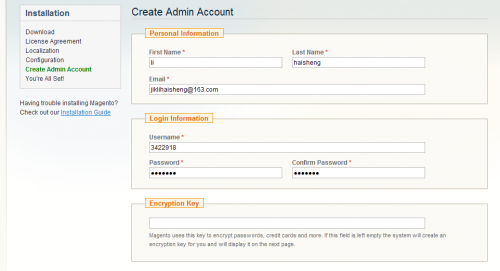 Installation
Download
License Agreement
Localization
Configuration
Create Admin Account
You're All Set!
Having trouble installing Magento?
Check out our Installation Guide
Create Admin Account
Personal Information
First Name * Last Name *
li haisheng
Email *
jiklihaisheng@163.com
Login Information
Username *
3422918
Password * Confirm Password *
••••••• •••••••
Encryption Key
Magento uses this key to encrypt passwords, credit cards and more. If this field is left empty the system will create an
encryption key for you and will display it on the next page.